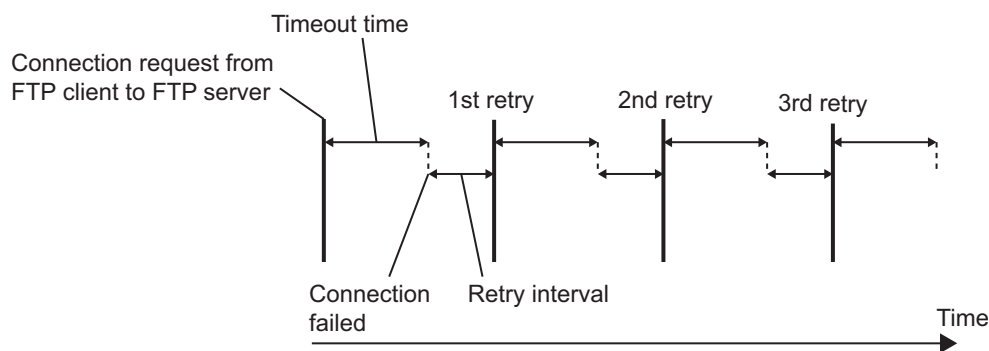 Timeout time
Connection request from
FTP client to FTP server
1st retry
2nd retry
3rd retry
Connection
failed
Retry interval
Time